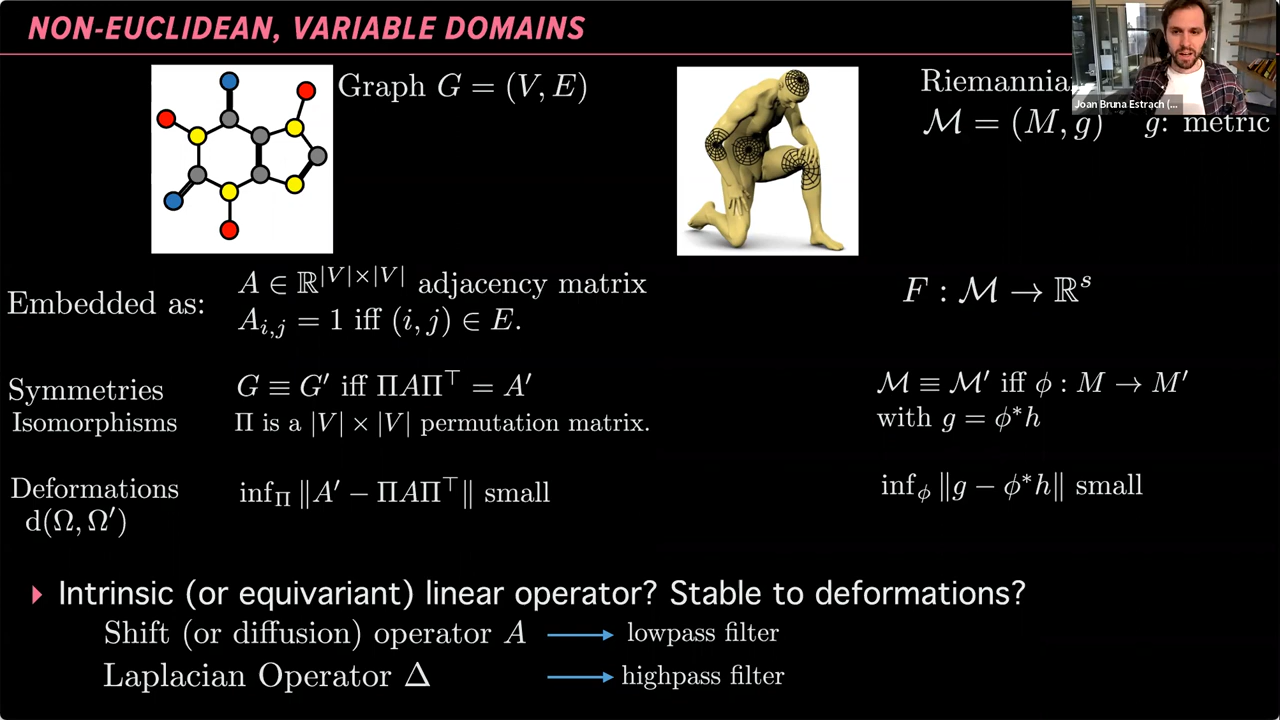 NON-EUCLIDEAN, VARIABLE DOMAINS
Graph G = (V, E)
Joan Bruna Estrach (...
M = (M, g) g: metric
Embedded as:
A ∈ ℝ^{|V|×|V|} adjacency matrix
A_{i,j} = 1 iff (i, j) ∈ E.
F : M → ℝ^s
Symmetries
Isomorphisms
G ≡ G′ iff ΠAΠ^⊤ = A′
Π is a |V| × |V| permutation matrix.
M ≡ M′ iff ϕ : M → M′
with g = ϕ*h
Deformations
d(Ω, Ω′)
inf_Π ‖A′ − ΠAΠ^⊤‖ small
inf_ϕ ‖g − ϕ*h‖ small
Intrinsic (or equivariant) linear operator? Stable to deformations?
Shift (or diffusion) operator A → lowpass filter
Laplacian Operator Δ → highpass filter